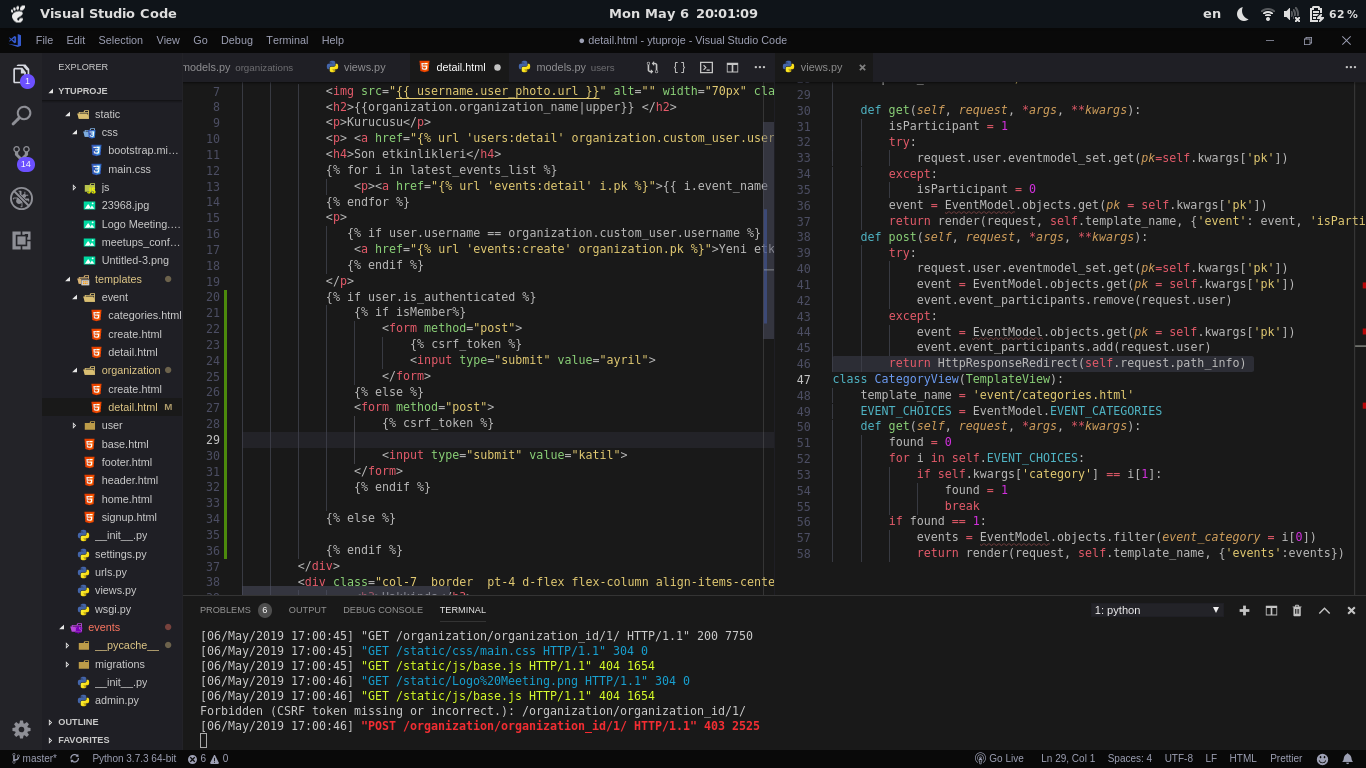 Visual Studio Code
Mon May 6 20:01:09
en
62 %
File Edit Selection View Go Debug Terminal Help
● detail.html - ytuproje - Visual Studio Code
EXPLORER
YTUPROJE
static
css
bootstrap.mi...
main.css
js
23968.jpg
Logo Meeting....
meetups_conf...
Untitled-3.png
templates
event
categories.html
create.html
detail.html
organization
create.html
detail.html M
user
base.html
footer.html
header.html
home.html
signup.html
__init__.py
settings.py
urls.py
views.py
wsgi.py
events
__pycache__
migrations
__init__.py
admin.py
OUTLINE
FAVORITES
1
14
models.py organizations
views.py
detail.html
models.py users
7 <img src="{{ username.user_photo.url }}" alt="" width="70px" cla
8 <h2>{{organization.organization_name|upper}} </h2>
9 <p>Kurucusu</p>
10 <p> <a href="{% url 'users:detail' organization.custom_user.user
11 <h4>Son etkinlikleri</h4>
12 {% for i in latest_events_list %}
13 <p><a href="{% url 'events:detail' i.pk %}">{{ i.event_name
14 {% endfor %}
15 <p>
16 {% if user.username == organization.custom_user.username %}
17 <a href="{% url 'events:create' organization.pk %}">Yeni etk
18 {% endif %}
19 </p>
20 {% if user.is_authenticated %}
21 {% if isMember%}
22 <form method="post">
23 {% csrf_token %}
24 <input type="submit" value="ayril">
25 </form>
26 {% else %}
27 <form method="post">
28 {% csrf_token %}
29
30 <input type="submit" value="katil">
31 </form>
32 {% endif %}
33
34 {% else %}
35
36 {% endif %}
37 </div>
38 <div class="col-7  border  pt-4 d-flex flex-column align-items-cente
views.py
29
30 def get(self, request, *args, **kwargs):
31 isParticipant = 1
32 try:
33 request.user.eventmodel_set.get(pk=self.kwargs['pk'])
34 except:
35 isParticipant = 0
36 event = EventModel.objects.get(pk = self.kwargs['pk'])
37 return render(request, self.template_name, {'event': event, 'isParti
38 def post(self, request, *args, **kwargs):
39 try:
40 request.user.eventmodel_set.get(pk=self.kwargs['pk'])
41 event = EventModel.objects.get(pk = self.kwargs['pk'])
42 event.event_participants.remove(request.user)
43 except:
44 event = EventModel.objects.get(pk = self.kwargs['pk'])
45 event.event_participants.add(request.user)
46 return HttpResponseRedirect(self.request.path_info)
47 class CategoryView(TemplateView):
48 template_name = 'event/categories.html'
49 EVENT_CHOICES = EventModel.EVENT_CATEGORIES
50 def get(self, request, *args, **kwargs):
51 found = 0
52 for i in self.EVENT_CHOICES:
53 if self.kwargs['category'] == i[1]:
54 found = 1
55 break
56 if found == 1:
57 events = EventModel.objects.filter(event_category = i[0])
58 return render(request, self.template_name, {'events':events})
PROBLEMS 6 OUTPUT DEBUG CONSOLE TERMINAL
1: python
[06/May/2019 17:00:45] "GET /organization/organization_id/1/ HTTP/1.1" 200 7750
[06/May/2019 17:00:45] "GET /static/css/main.css HTTP/1.1" 304 0
[06/May/2019 17:00:45] "GET /static/js/base.js HTTP/1.1" 404 1654
[06/May/2019 17:00:45] "GET /static/Logo%20Meeting.png HTTP/1.1" 304 0
[06/May/2019 17:00:45] "GET /static/js/base.js HTTP/1.1" 404 1654
Forbidden (CSRF token missing or incorrect.): /organization/organization_id/1/
[06/May/2019 17:00:46] "POST /organization/organization_id/1/ HTTP/1.1" 403 2525
master* Python 3.7.3 64-bit 6 0
Go Live Ln 29, Col 1 Spaces: 4 UTF-8 LF HTML Prettier